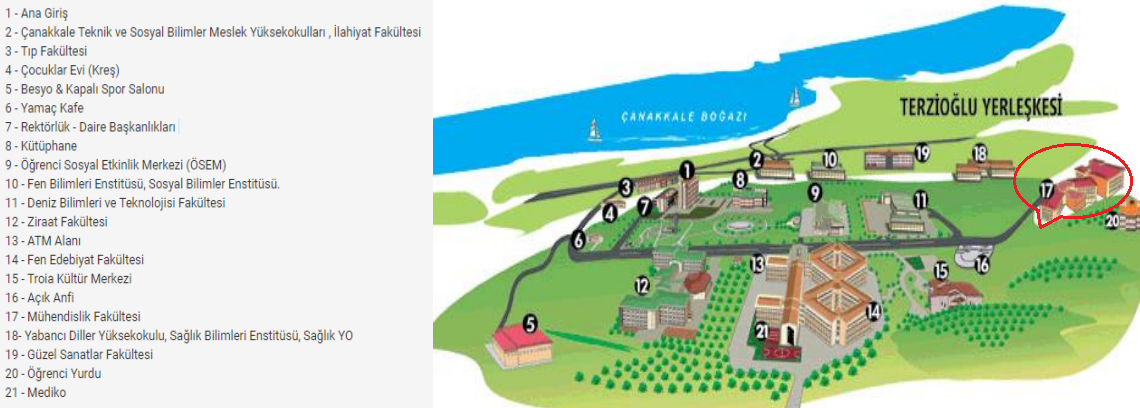 1 - Ana Giriş
2 - Çanakkale Teknik ve Sosyal Bilimler Meslek Yüksekokulları , İlahiyat Fakültesi
3 - Tıp Fakültesi
4 - Çocuklar Evi (Kreş)
5 - Besyo & Kapalı Spor Salonu
6 - Yamaç Kafe
7 - Rektörlük - Daire Başkanlıkları
8 - Kütüphane
9 - Öğrenci Sosyal Etkinlik Merkezi (ÖSEM)
10 - Fen Bilimleri Enstitüsü, Sosyal Bilimler Enstitüsü.
11 - Deniz Bilimleri ve Teknolojisi Fakültesi
12 - Ziraat Fakültesi
13 - ATM Alanı
14 - Fen Edebiyat Fakültesi
15 - Troia Kültür Merkezi
16 - Açık Anfi
17 - Mühendislik Fakültesi
18- Yabancı Diller Yüksekokulu, Sağlık Bilimleri Enstitüsü, Sağlık YO
19 - Güzel Sanatlar Fakültesi
20 - Öğrenci Yurdu
21 - Mediko
TERZİOĞLU YERLEŞKESİ
ÇANAKKALE BOĞAZI
19
18
2
10
1
8
3
17
9
11
4
7
20
6
13
16
15
12
14
5
21